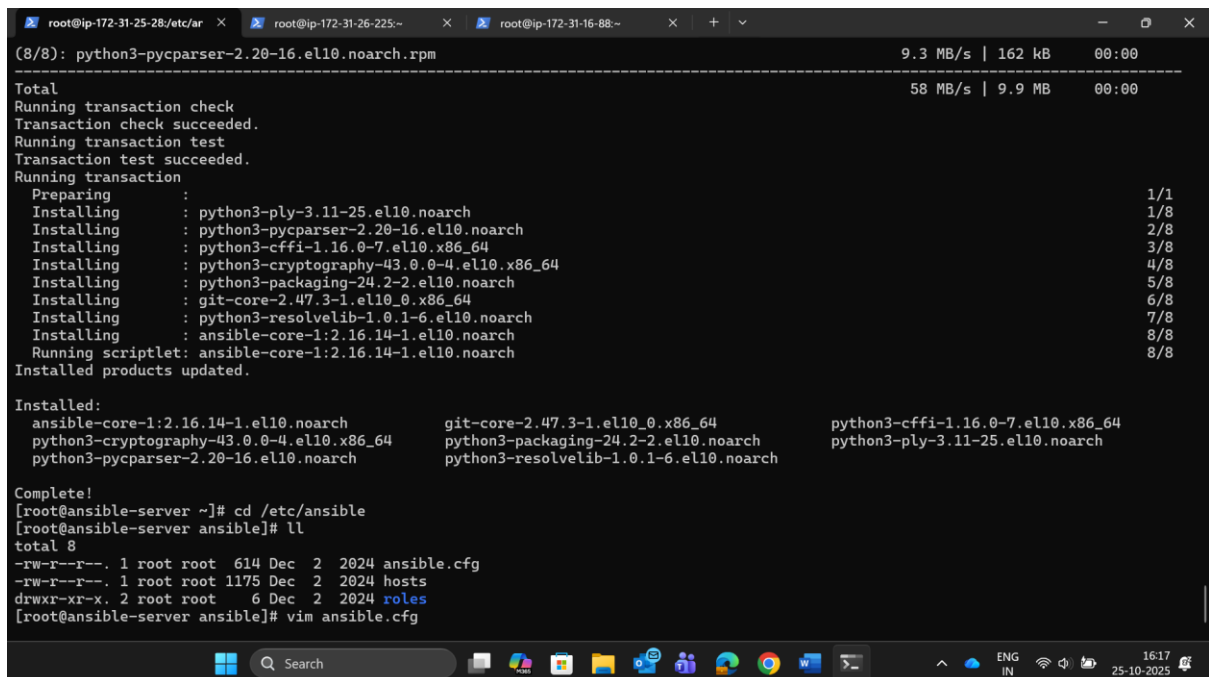 root@ip-172-31-25-28:/etc/ar
root@ip-172-31-26-225:~
root@ip-172-31-16-88:~
(8/8): python3-pycparser-2.20-16.el10.noarch.rpm 9.3 MB/s | 162 kB 00:00
--------------------------------------------------------------------------------
Total 58 MB/s | 9.9 MB 00:00
Running transaction check
Transaction check succeeded.
Running transaction test
Transaction test succeeded.
Running transaction
  Preparing        : 1/1
  Installing       : python3-ply-3.11-25.el10.noarch 1/8
  Installing       : python3-pycparser-2.20-16.el10.noarch 2/8
  Installing       : python3-cffi-1.16.0-7.el10.x86_64 3/8
  Installing       : python3-cryptography-43.0.0-4.el10.x86_64 4/8
  Installing       : python3-packaging-24.2-2.el10.noarch 5/8
  Installing       : git-core-2.47.3-1.el10_0.x86_64 6/8
  Installing       : python3-resolvelib-1.0.1-6.el10.noarch 7/8
  Installing       : ansible-core-1:2.16.14-1.el10.noarch 8/8
  Running scriptlet: ansible-core-1:2.16.14-1.el10.noarch 8/8
Installed products updated.
Installed:
  ansible-core-1:2.16.14-1.el10.noarch git-core-2.47.3-1.el10_0.x86_64 python3-cffi-1.16.0-7.el10.x86_64
  python3-cryptography-43.0.0-4.el10.x86_64 python3-packaging-24.2-2.el10.noarch python3-ply-3.11-25.el10.noarch
  python3-pycparser-2.20-16.el10.noarch python3-resolvelib-1.0.1-6.el10.noarch
Complete!
[root@ansible-server ~]# cd /etc/ansible
[root@ansible-server ansible]# ll
total 8
-rw-r--r--. 1 root root  614 Dec  2  2024 ansible.cfg
-rw-r--r--. 1 root root 1175 Dec  2  2024 hosts
drwxr-xr-x. 2 root root    6 Dec  2  2024 roles
[root@ansible-server ansible]# vim ansible.cfg
Search
M365
ENG
IN
16:17
25-10-2025